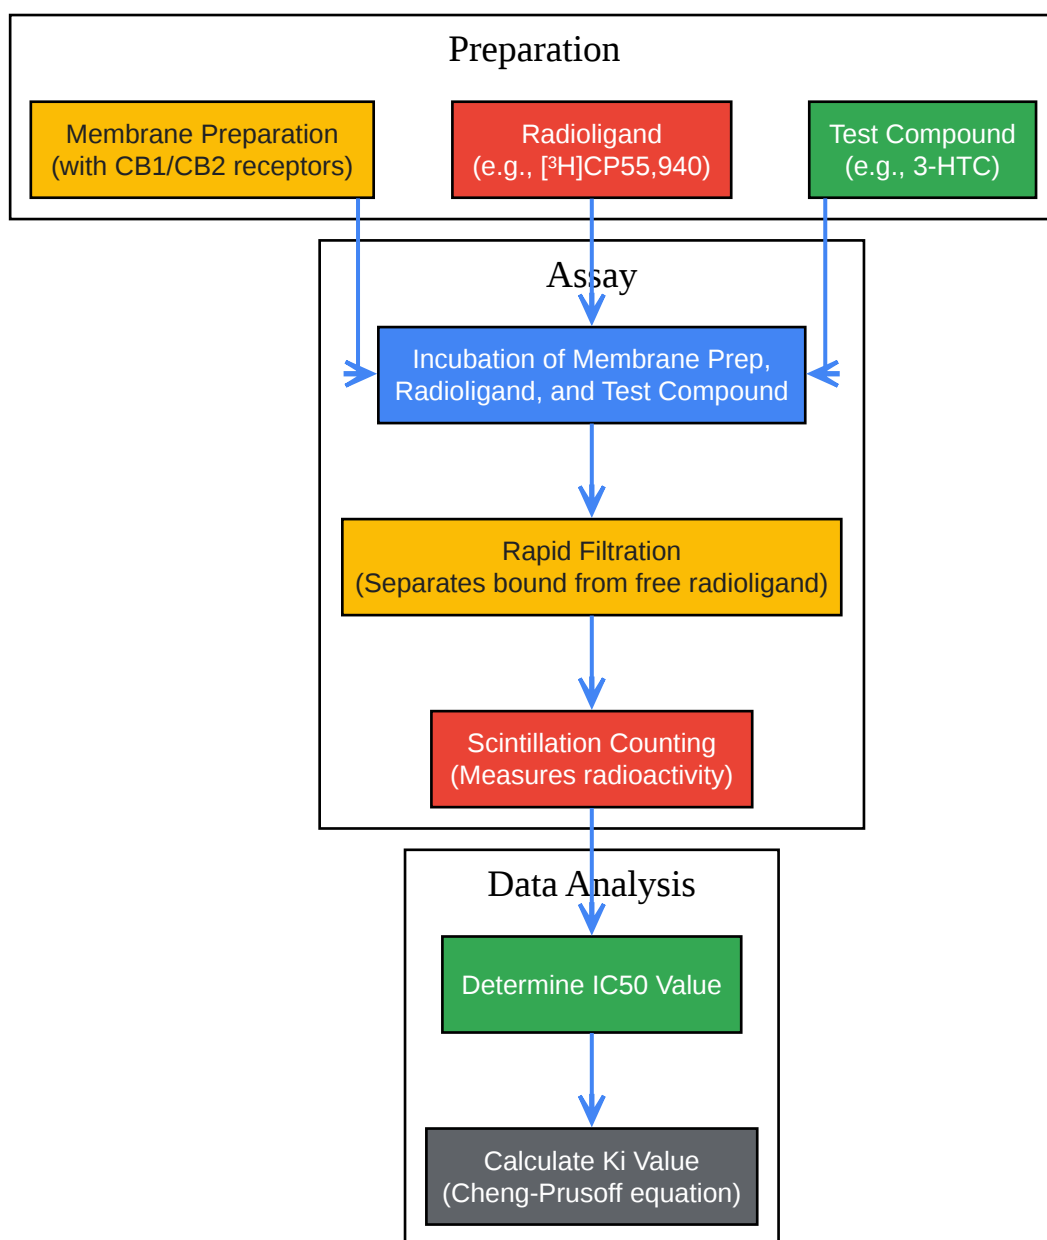 Preparation
Membrane Preparation
(with CB1/CB2 receptors)
Radioligand
(e.g., [³H]CP55,940)
Test Compound
(e.g., 3-HTC)
Assay
Incubation of Membrane Prep,
Radioligand, and Test Compound
Rapid Filtration
(Separates bound from free radioligand)
Scintillation Counting
(Measures radioactivity)
Data Analysis
Determine IC50 Value
Calculate Ki Value
(Cheng-Prusoff equation)